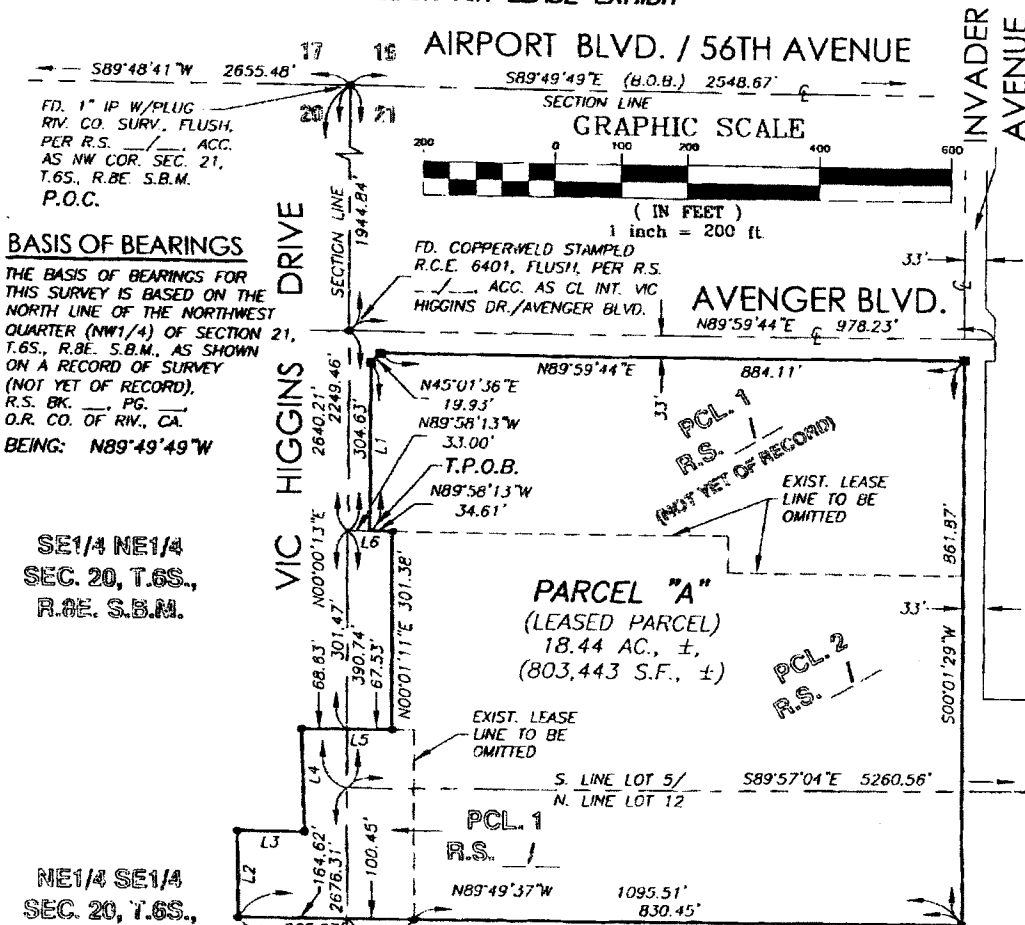 AIRPORT BLVD. / 56TH AVENUE
INVADER
AVENUE
17 16
20 21
S89°48'41"W 2655.48'
S89°49'49"E (B.O.B.) 2548.67'
SECTION LINE
FD. 1" IP W/PLUG
RIV. CO. SURV., FLUSH,
PER R.S. __/__, ACC.
AS NW COR. SEC. 21,
T.6S., R.8E. S.B.M.
P.O.C.
GRAPHIC SCALE
200 0 100 200 400 600
( IN FEET )
1 inch = 200 ft.
BASIS OF BEARINGS
THE BASIS OF BEARINGS FOR
THIS SURVEY IS BASED ON THE
NORTH LINE OF THE NORTHWEST
QUARTER (NW1/4) OF SECTION 21,
T.6S., R.8E. S.B.M., AS SHOWN
ON A RECORD OF SURVEY
(NOT YET OF RECORD),
R.S. BK. __, PG. __,
O.R. CO. OF RIV., CA.
BEING: N89°49'49"W
VIC HIGGINS DRIVE
SECTION LINE
1944.84'
FD. COPPERWELD STAMPED
R.C.E. 6401, FLUSH, PER R.S.
__/__, ACC. AS CL INT. VIC
HIGGINS DR./AVENGER BLVD.
33'
AVENGER BLVD.
N89°59'44"E 978.23'
N89°59'44"E 884.11'
33'
N45°01'36"E
19.93'
N89°58'13"W
33.00'
T.P.O.B.
N89°58'13"W
34.61'
N00°00'13"E 2640.21'
2249.46'
304.63'
L1
L6
PCL. 1
R.S. __/__
(NOT YET OF RECORD)
EXIST. LEASE
LINE TO BE
OMITTED
861.87'
S00°01'29"W
33'
SE1/4 NE1/4
SEC. 20, T.6S.,
R.8E. S.B.M.
PARCEL "A"
(LEASED PARCEL)
18.44 AC., ±,
(803,443 S.F., ±)
PCL. 2
R.S. __/__
68.83'
301.47'
390.74'
67.53'
N00°01'11"E 301.38'
EXIST. LEASE
LINE TO BE
OMITTED
L5
L4
S. LINE LOT 5/
N. LINE LOT 12
S89°57'04"E 5260.56'
L3
L2
164.62'
2676.31'
100.45'
PCL. 1
R.S. __/__
NE1/4 SE1/4
SEC. 20, T.6S.,
N89°49'37"W 1095.51'
830.45'